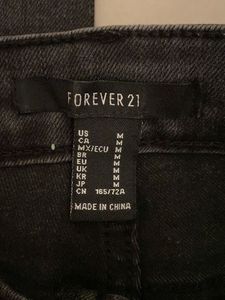 FOREVER 21
US M
CA M
MX/ECU M
BR M
EU M
UK M
KR M
JP M
CN 165/72A
MADE IN CHINA